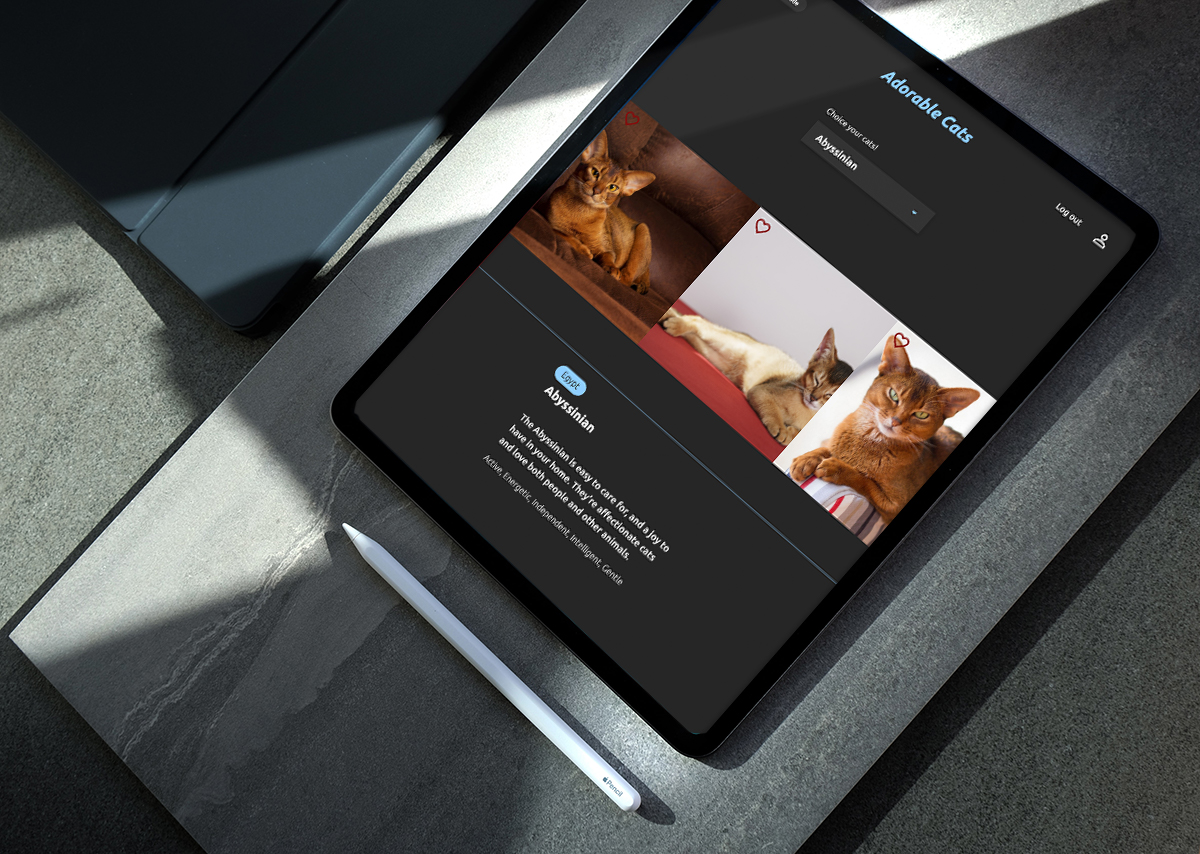 Adorable Cats
Log out
Choice your cats!
Abyssinian
Egypt
Abyssinian
The Abyssinian is easy to care for, and a joy to
have in your home. They're affectionate cats
and love both people and other animals.
Active, Energetic, Independent, Intelligent, Gentle
Pencil